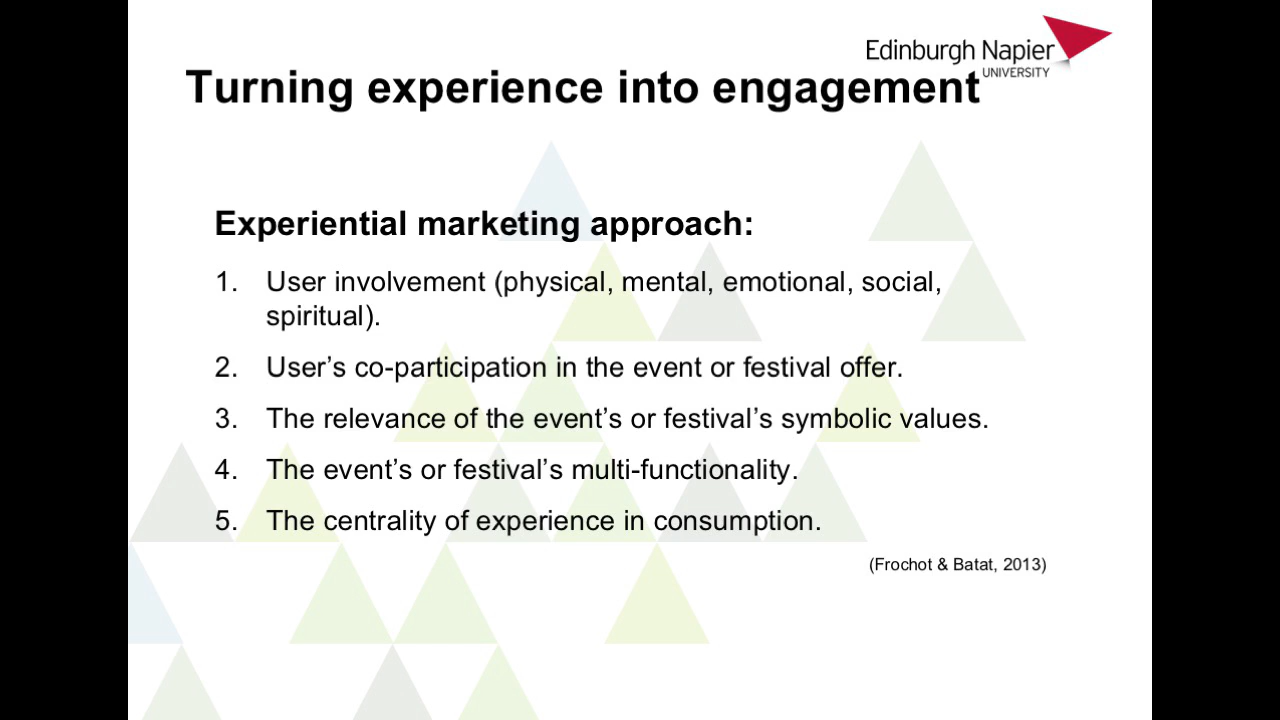 Edinburgh Napier
UNIVERSITY
Turning experience into engagement
Experiential marketing approach:
1. User involvement (physical, mental, emotional, social,
spiritual).
2. User’s co-participation in the event or festival offer.
3. The relevance of the event’s or festival’s symbolic values.
4. The event’s or festival’s multi-functionality.
5. The centrality of experience in consumption.
(Frochot & Batat, 2013)